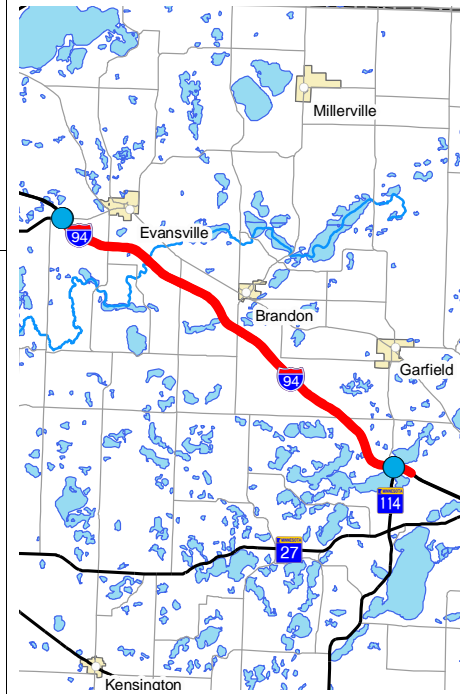 Millerville
Evansville
94
Brandon
Garfield
94
MINNESOTA
114
MINNESOTA
27
Kensington